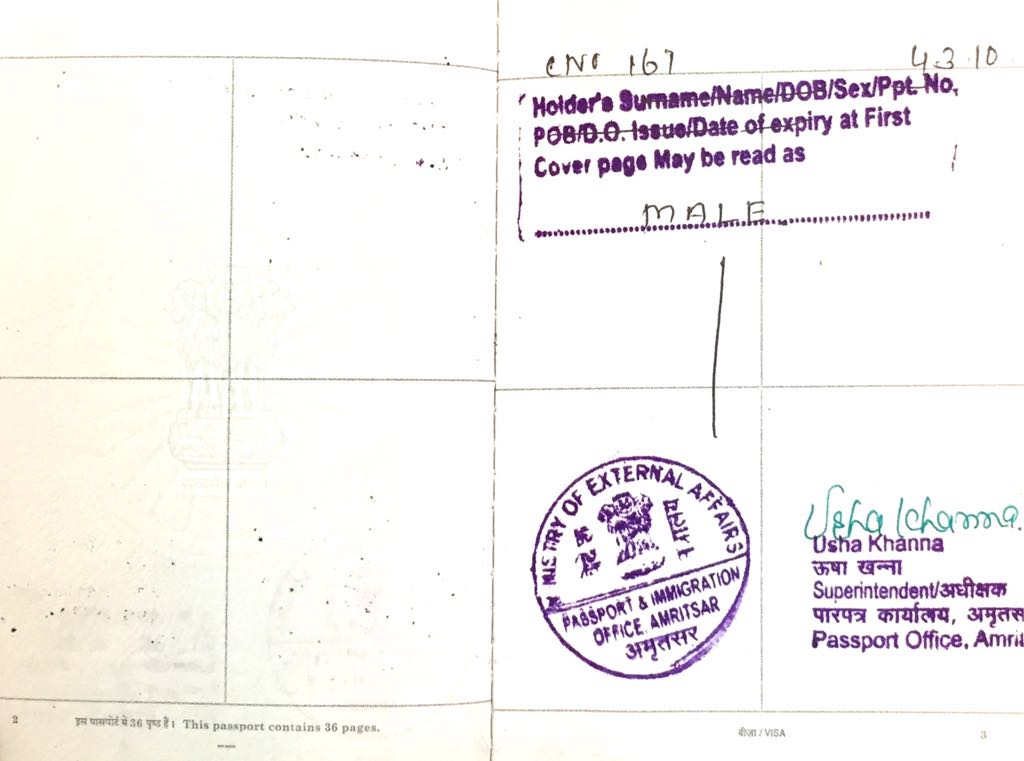 2
इस पासपोर्ट में 36 पृष्ठ हैं। This passport contains 36 pages.
167 4.3.10
Holder's Surname/Name/DOB/Sex/Ppt. No,
POB/D.O. Issue/Date of expiry at First
Cover page May be read as
MALE
MINISTRY OF EXTERNAL AFFAIRS
PASSPORT & IMMIGRATION
OFFICE, AMRITSAR
अमृतसर
Usha Khanna.
Usha Khanna
ऊषा खन्ना
Superintendent/अधीक्षक
पारपत्र कार्यालय, अमृतस
Passport Office, Amrit
वीज़ा / VISA
3